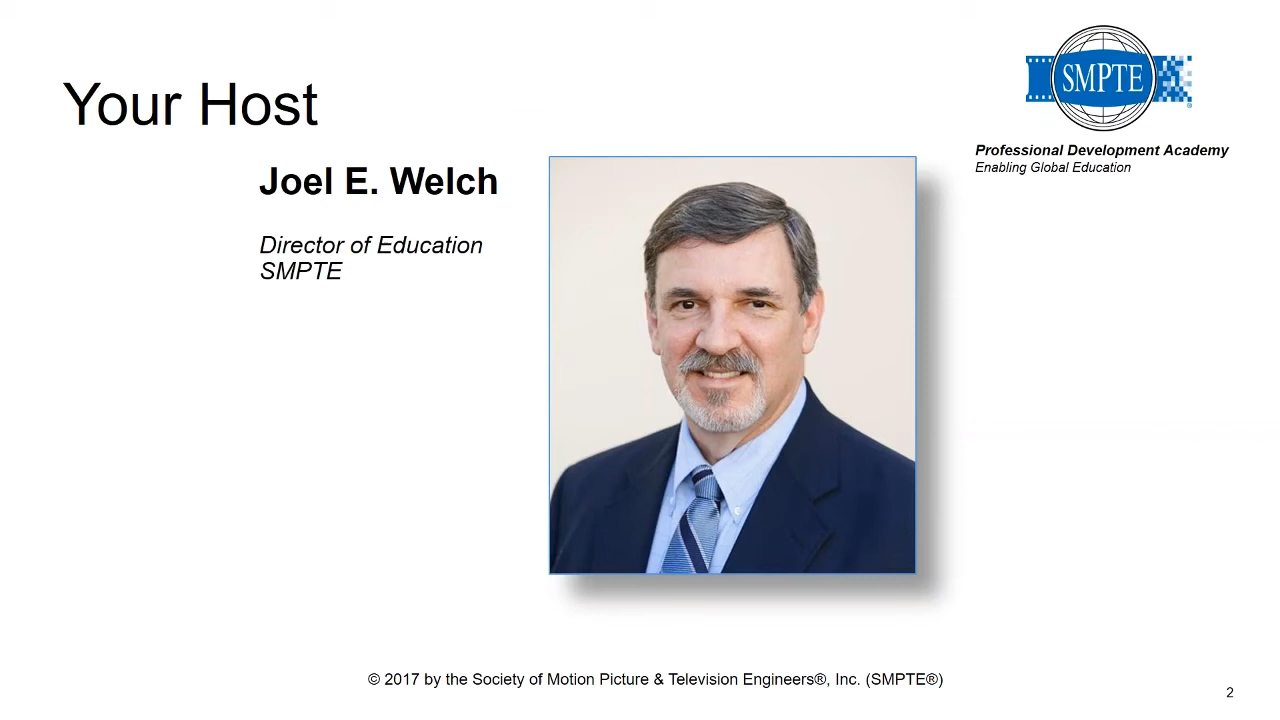 Your Host
SMPTE
®
Professional Development Academy
Enabling Global Education
Joel E. Welch
Director of Education
SMPTE
© 2017 by the Society of Motion Picture & Television Engineers®, Inc. (SMPTE®)
2